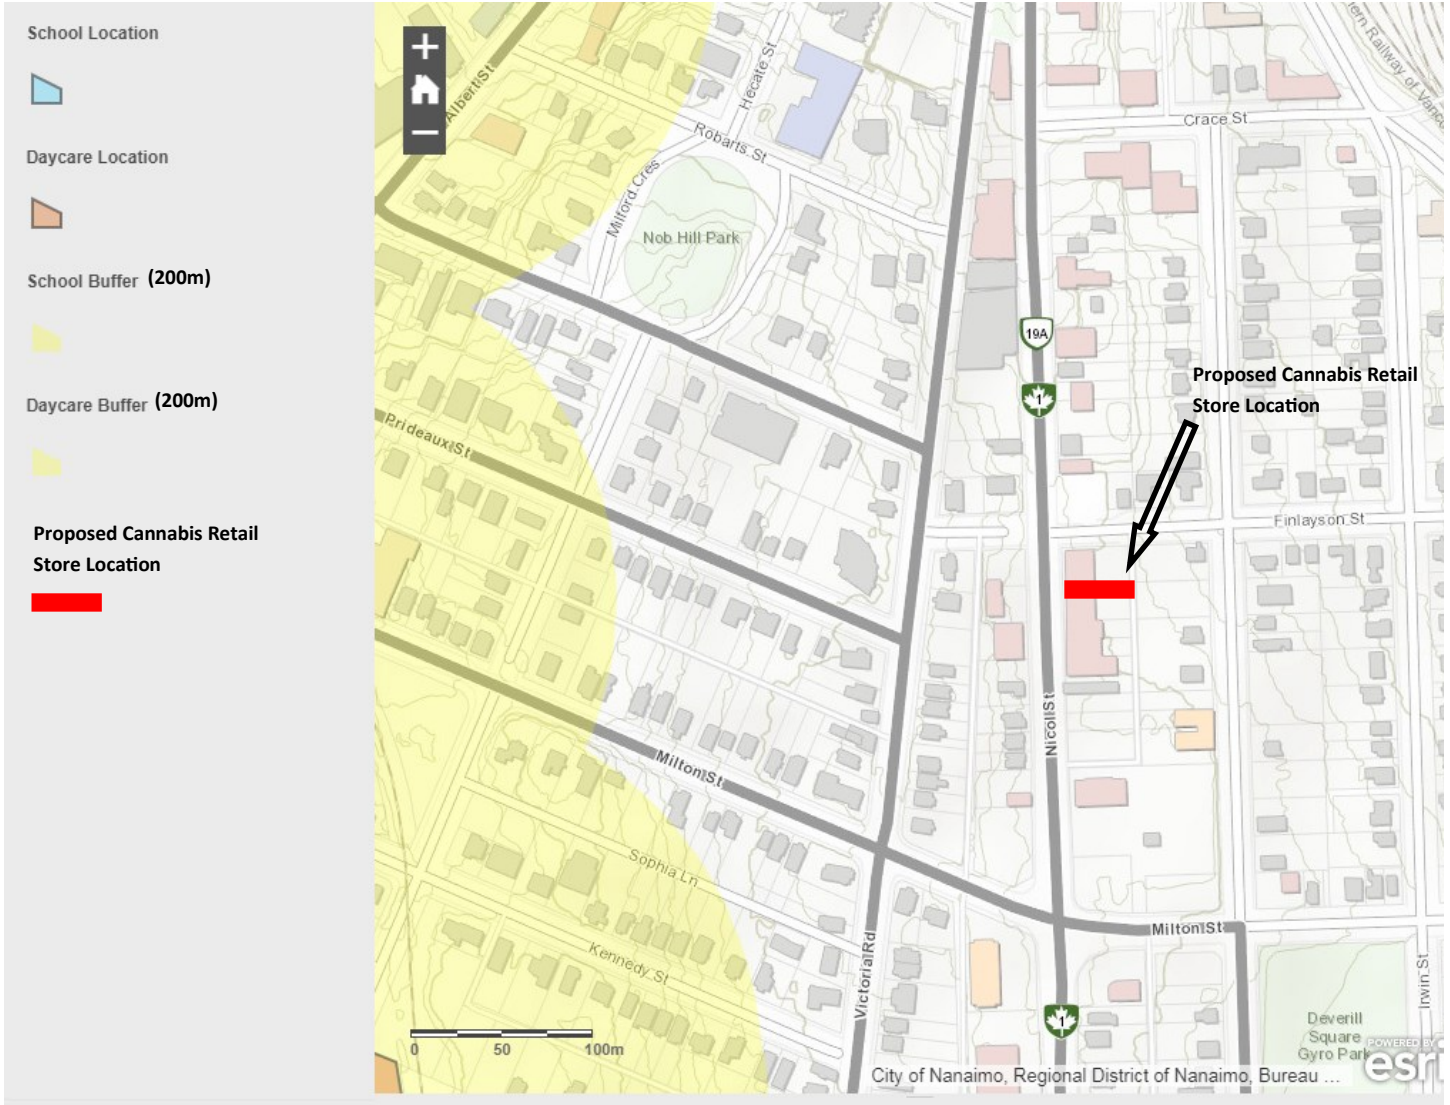 School Location
Daycare Location
School Buffer (200m)
Daycare Buffer (200m)
Proposed Cannabis Retail
Store Location
+
−
Albert St
Hecate St
Robarts St
Milford Cres
Nob Hill Park
Crace St
19A
1
Proposed Cannabis Retail
Store Location
Prideaux St
Finlayson St
Nicol St
Milton St
Sophia Ln
Kennedy St
Victoria Rd
Milton St
Irwin St
1
Deverill
Square
Gyro Park
0 50 100m
City of Nanaimo, Regional District of Nanaimo, Bureau ...
POWERED BY
esri